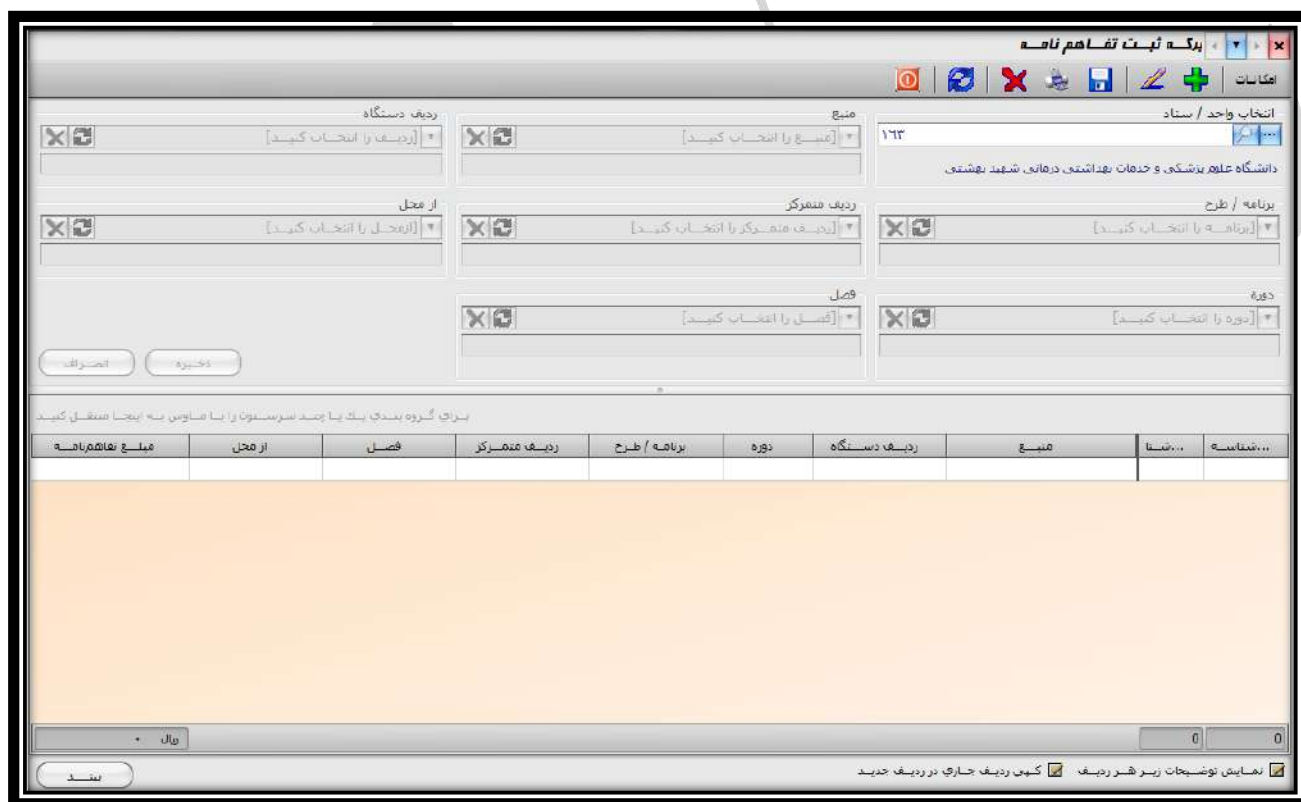 برگه ثبت تفاهم نامه
امکانات
انتخاب واحد / ستاد
۱۶۳
دانشگاه علوم پزشکی و خدمات بهداشتی درمانی شهید بهشتی
منبع
[منبع را انتخاب کنید]
ردیف دستگاه
[ردیف را انتخاب کنید]
برنامه / طرح
[برنامه را انتخاب کنید]
ردیف متمرکز
[ردیف متمرکز را انتخاب کنید]
از محل
[ازمحل را انتخاب کنید]
دوره
[دوره را انتخاب کنید]
فصل
[فصل را انتخاب کنید]
ذخیره
انصراف
برای گروه بندی یک یا چند سرستون را با ماوس به اینجا منتقل کنید
شناسه...
شنا...
منبع
ردیف دستگاه
دوره
برنامه / طرح
ردیف متمرکز
فصل
از محل
مبلغ تفاهم‌نامه
0
0
۰ ریال
نمایش توضیحات زیر هر ردیف
کپی ردیف جاری در ردیف جدید
ببند